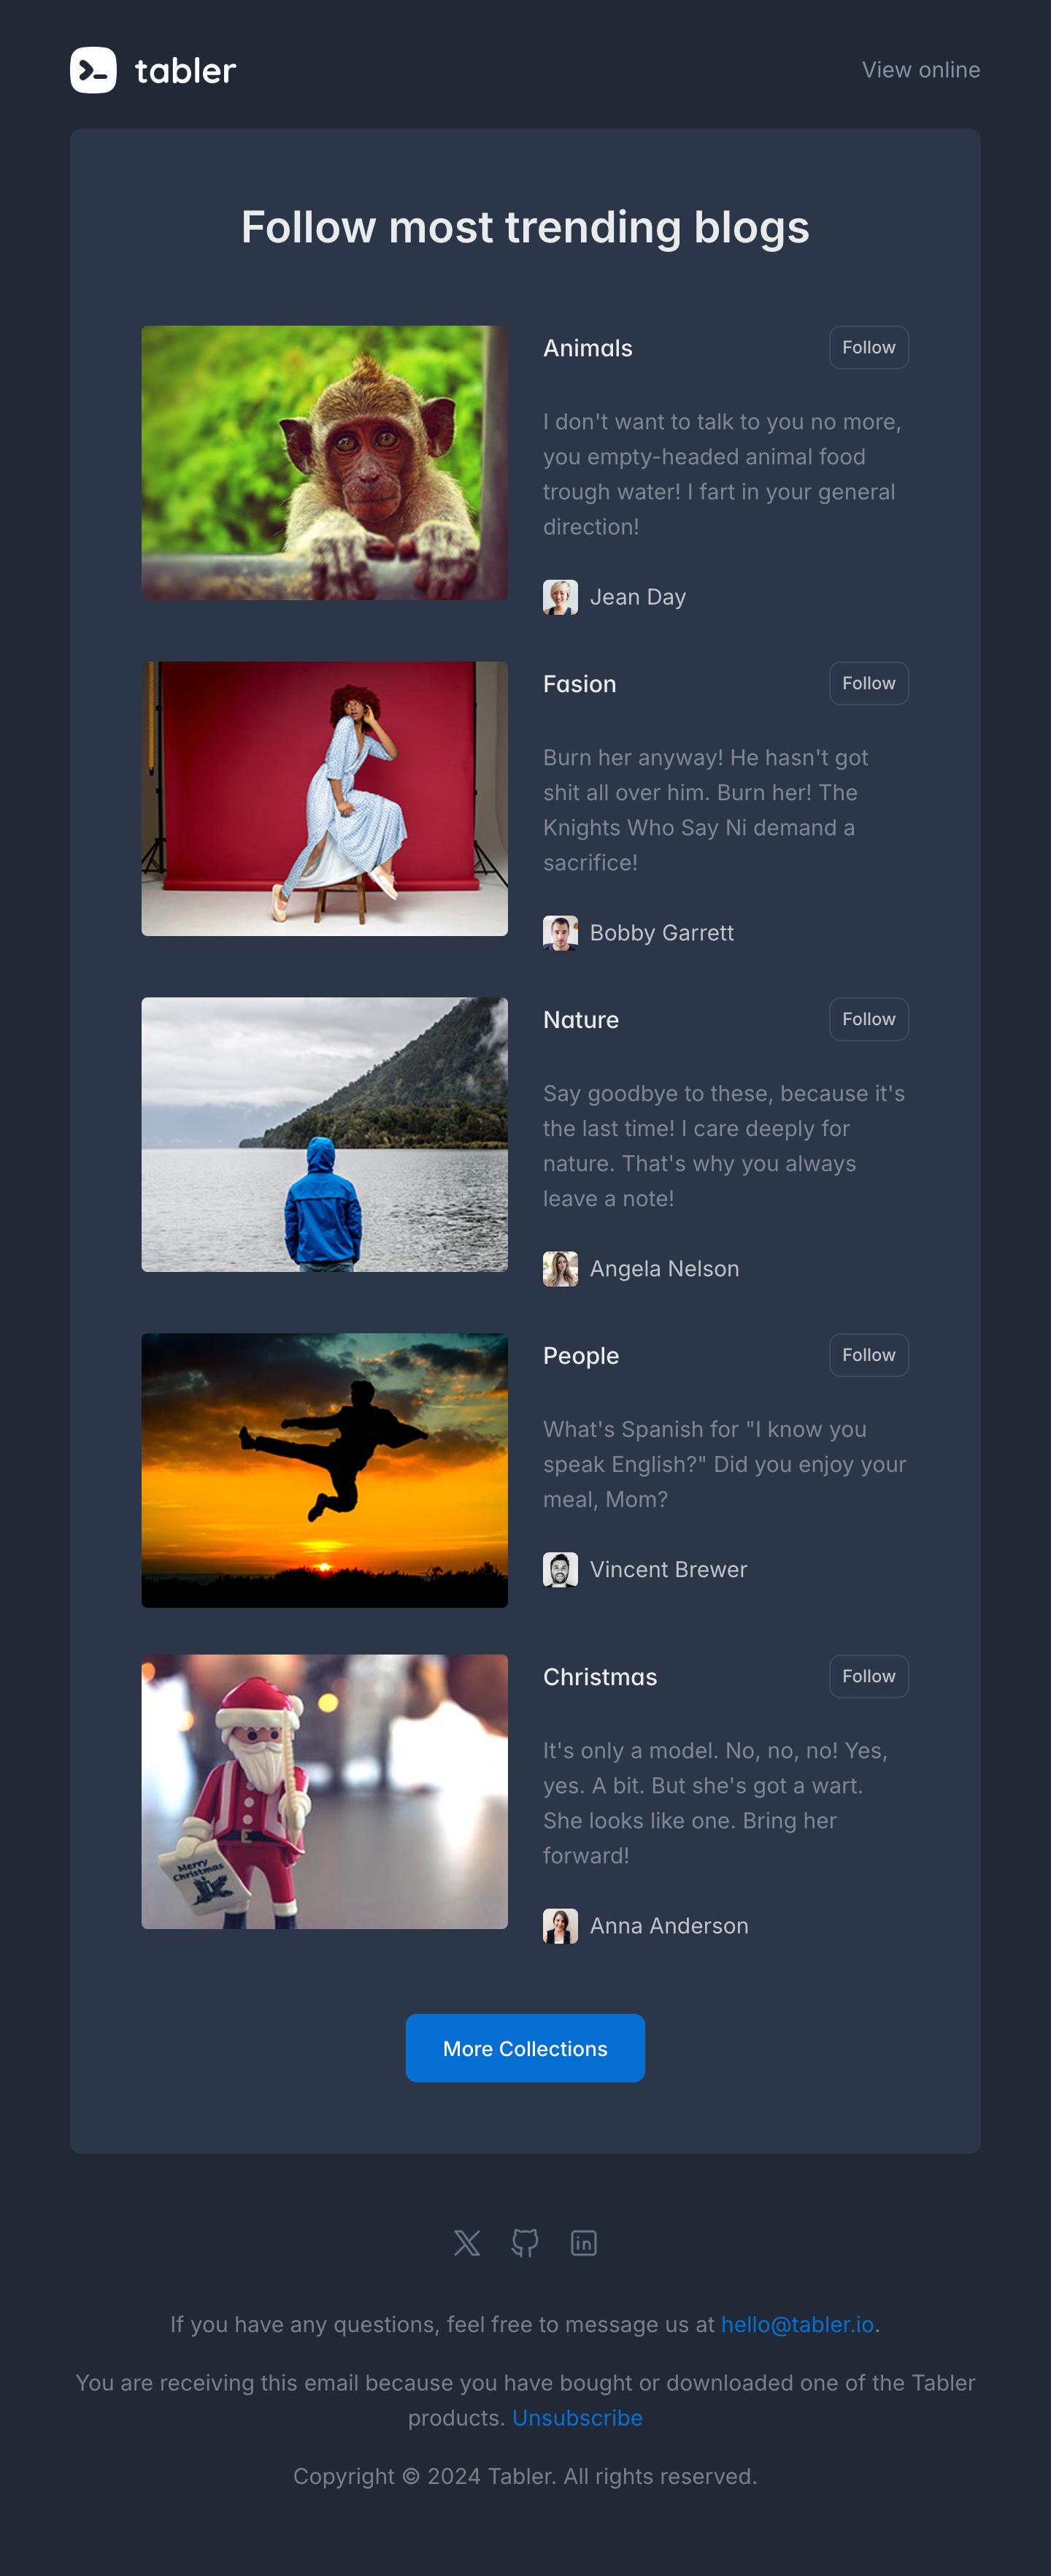 tabler
View online
Follow most trending blogs
Animals
Follow
I don't want to talk to you no more,
you empty-headed animal food
trough water! I fart in your general
direction!
Jean Day
Fasion
Follow
Burn her anyway! He hasn't got
shit all over him. Burn her! The
Knights Who Say Ni demand a
sacrifice!
Bobby Garrett
Nature
Follow
Say goodbye to these, because it's
the last time! I care deeply for
nature. That's why you always
leave a note!
Angela Nelson
People
Follow
What's Spanish for "I know you
speak English?" Did you enjoy your
meal, Mom?
Vincent Brewer
Merry
Christmas
Christmas
Follow
It's only a model. No, no, no! Yes,
yes. A bit. But she's got a wart.
She looks like one. Bring her
forward!
Anna Anderson
More Collections
If you have any questions, feel free to message us at hello@tabler.io.
You are receiving this email because you have bought or downloaded one of the Tabler
products. Unsubscribe
Copyright © 2024 Tabler. All rights reserved.